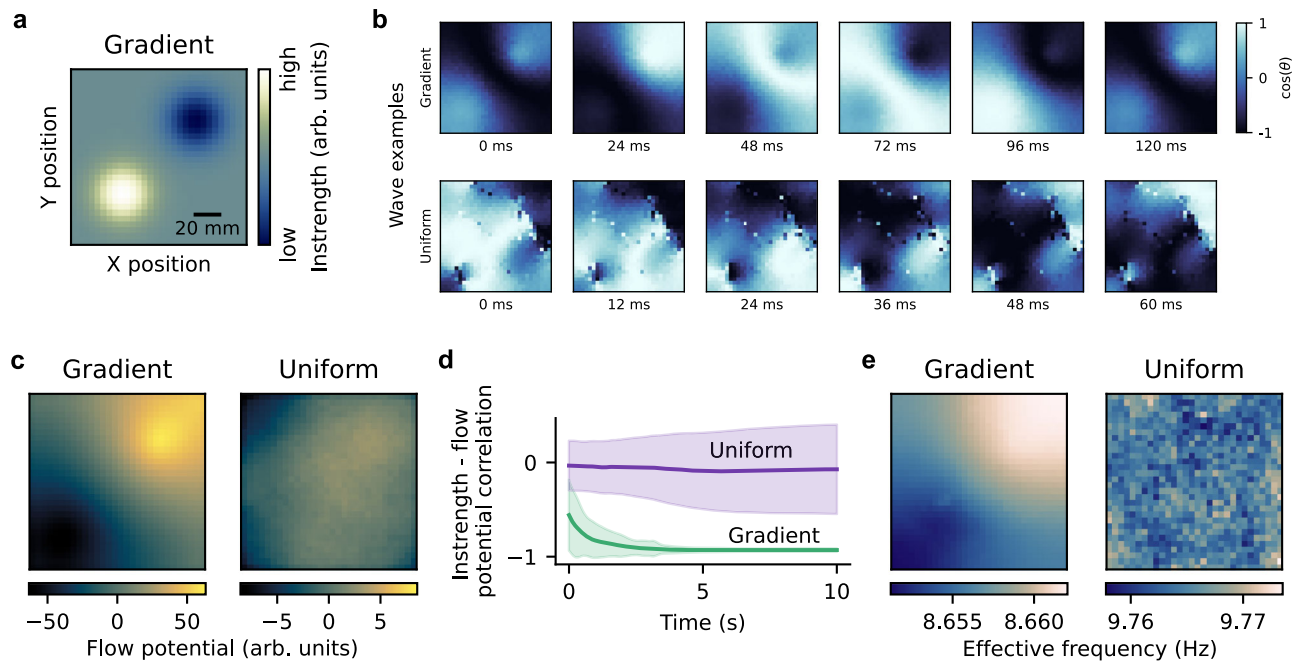 a
Gradient
Y position
X position
20 mm
high
low
Instrength (arb. units)
b
Wave examples
Gradient
0 ms
24 ms
48 ms
72 ms
96 ms
120 ms
1
0
-1
cos(θ)
Uniform
0 ms
12 ms
24 ms
36 ms
48 ms
60 ms
c
Gradient
Uniform
−50
0
50
−5
0
5
Flow potential (arb. units)
d
Instrength - flow
potential correlation
0
−1
Uniform
Gradient
0
5
10
Time (s)
e
Gradient
Uniform
8.655
8.660
9.76
9.77
Effective frequency (Hz)